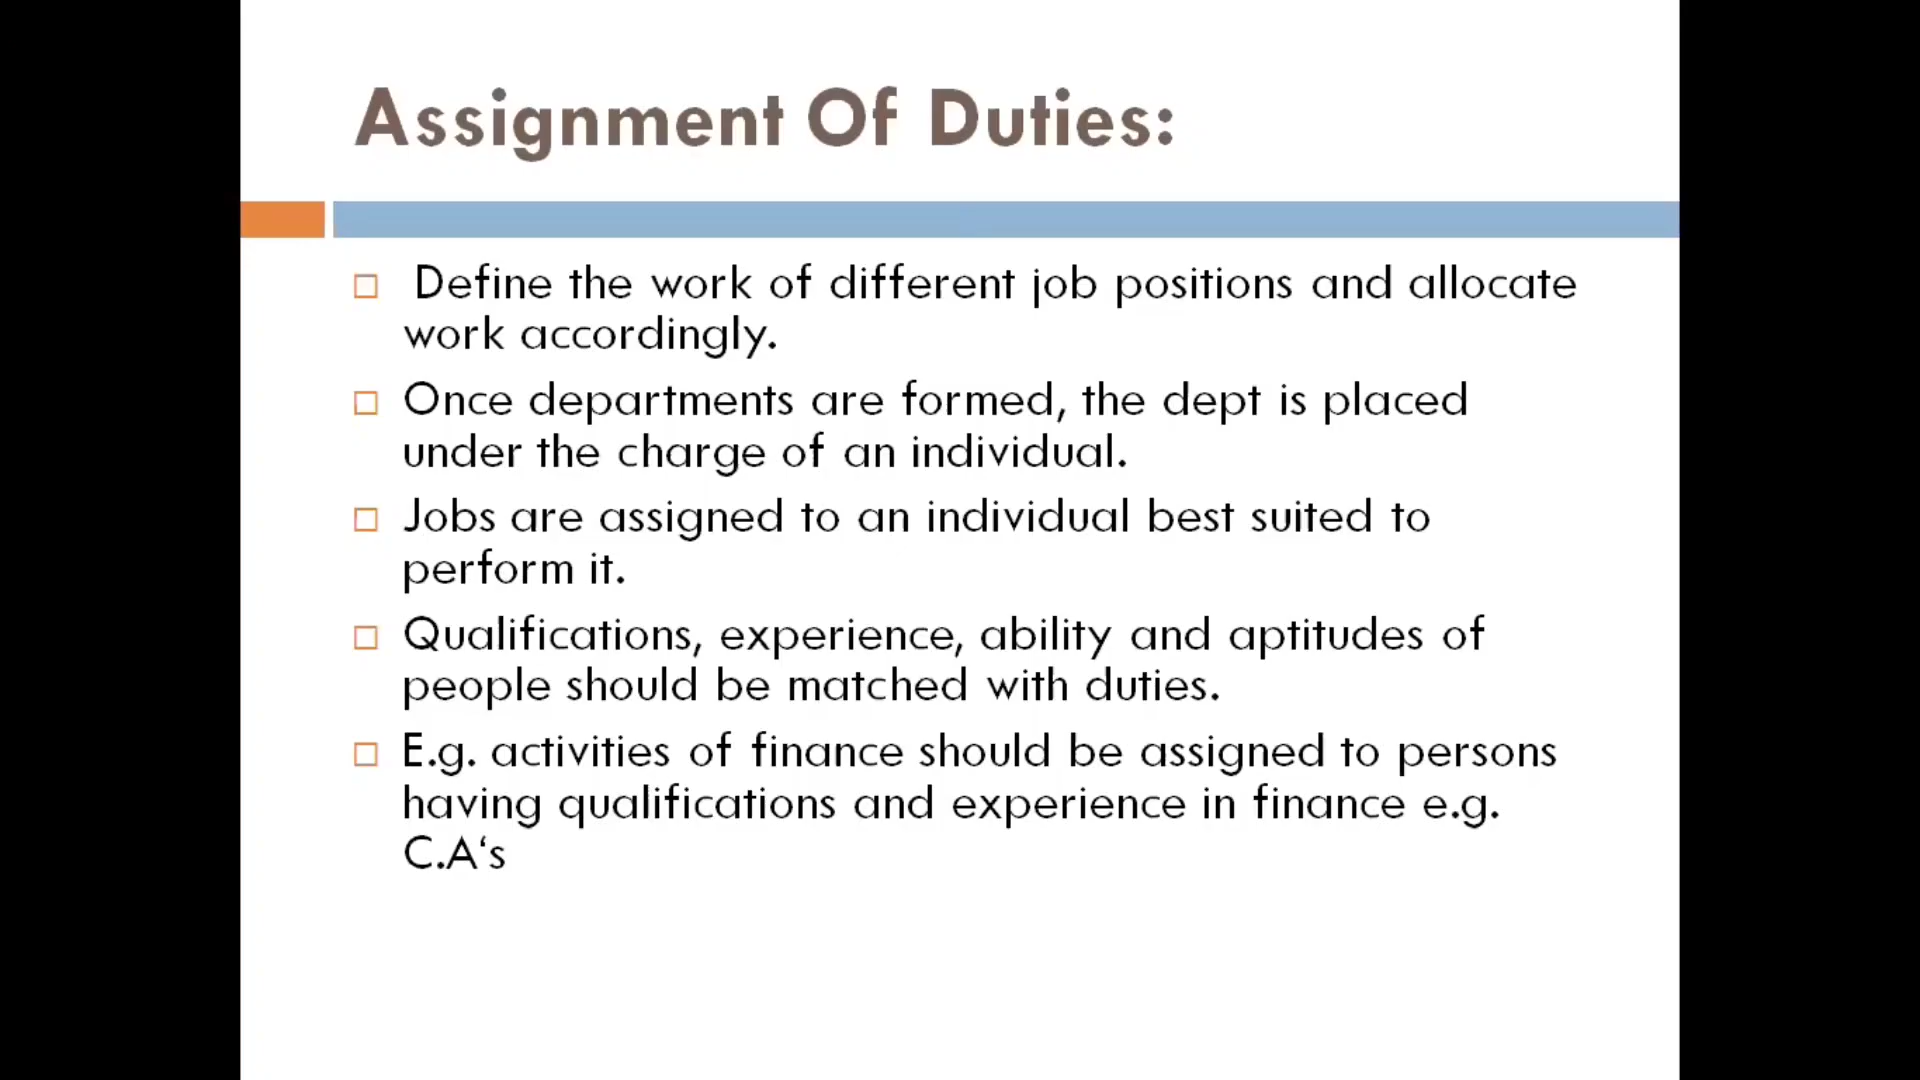 Assignment Of Duties:
Define the work of different job positions and allocate
work accordingly.
Once departments are formed, the dept is placed
under the charge of an individual.
Jobs are assigned to an individual best suited to
perform it.
Qualifications, experience, ability and aptitudes of
people should be matched with duties.
E.g. activities of finance should be assigned to persons
having qualifications and experience in finance e.g.
C.A‘s